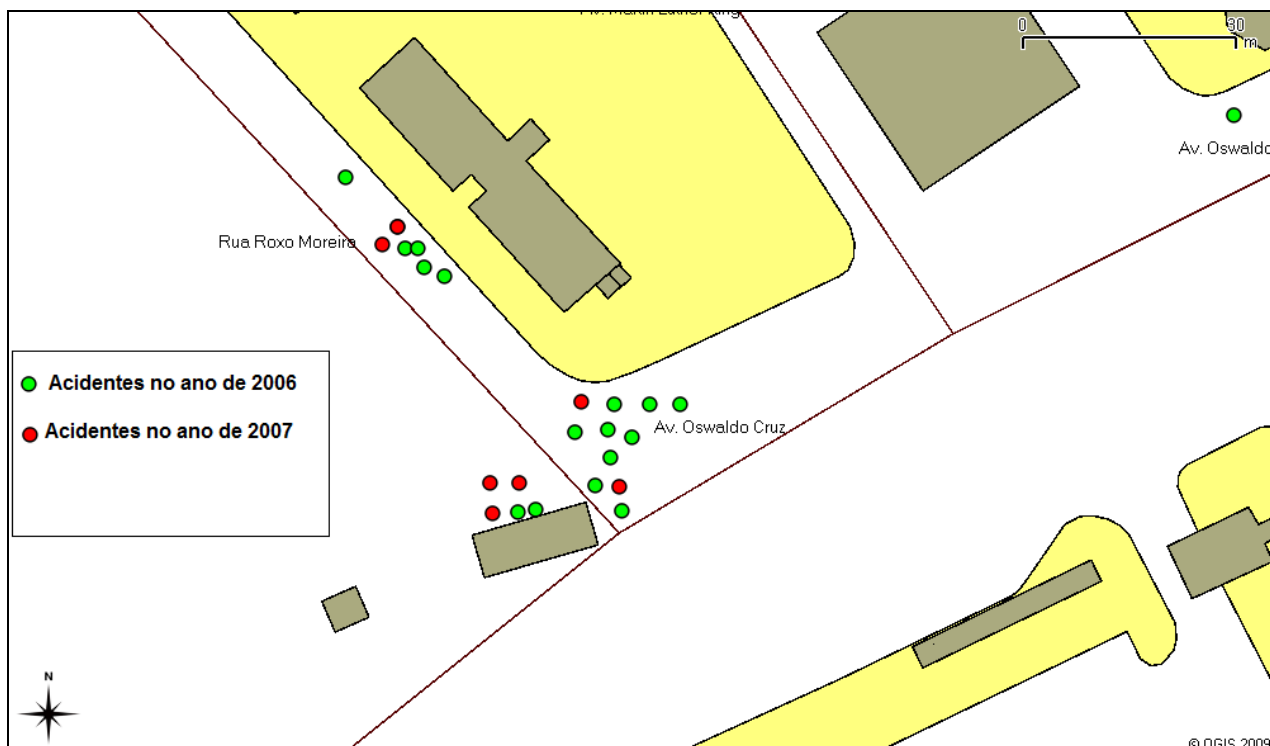 0 30
m
Av. Oswaldo
Rua Roxo Moreira
Acidentes no ano de 2006
Acidentes no ano de 2007
Av. Oswaldo Cruz
N
© OGIS 2009